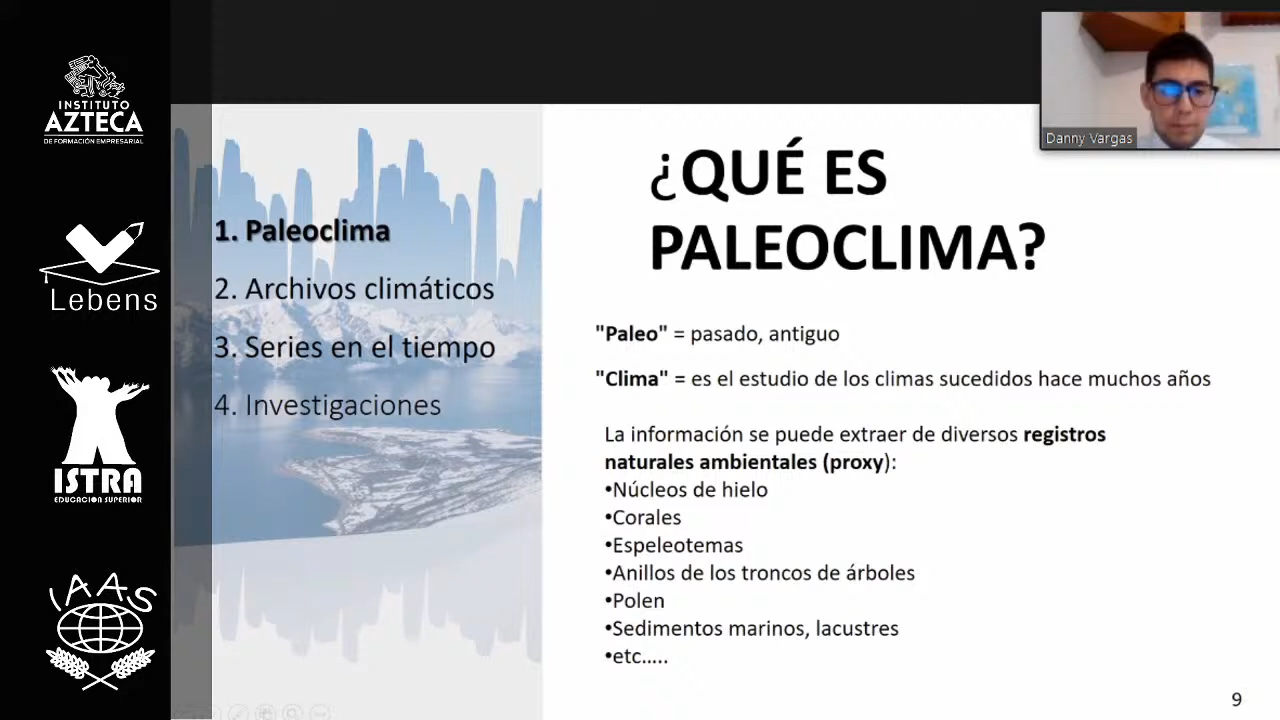 INSTITUTO
AZTECA
DE FORMACIÓN EMPRESARIAL
Lebens
ISTRA
EDUCACION SUPERIOR
IAAS
1. Paleoclima
2. Archivos climáticos
3. Series en el tiempo
4. Investigaciones
¿QUÉ ES
PALEOCLIMA?
"Paleo" = pasado, antiguo
"Clima" = es el estudio de los climas sucedidos hace muchos años
La información se puede extraer de diversos registros
naturales ambientales (proxy):
•Núcleos de hielo
•Corales
•Espeleotemas
•Anillos de los troncos de árboles
•Polen
•Sedimentos marinos, lacustres
•etc.....
9
Danny Vargas